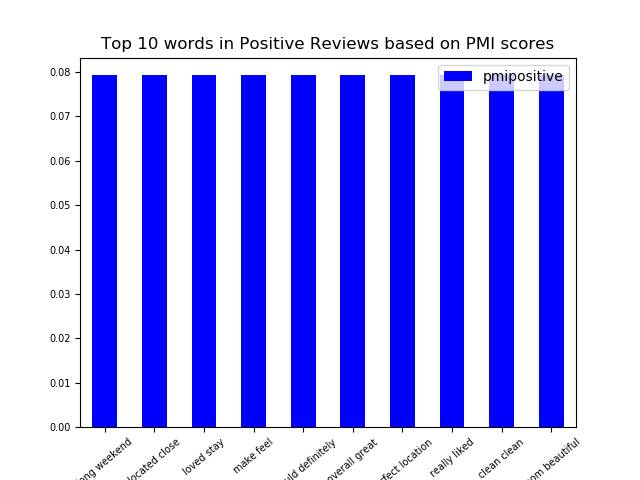 Top 10 words in Positive Reviews based on PMI scores
pmipositive
0.08
0.07
0.06
0.05
0.04
0.03
0.02
0.01
0.00
weekend
located close
loved stay
make feel
definitely
overall great
location
really liked
clean clean
beautiful